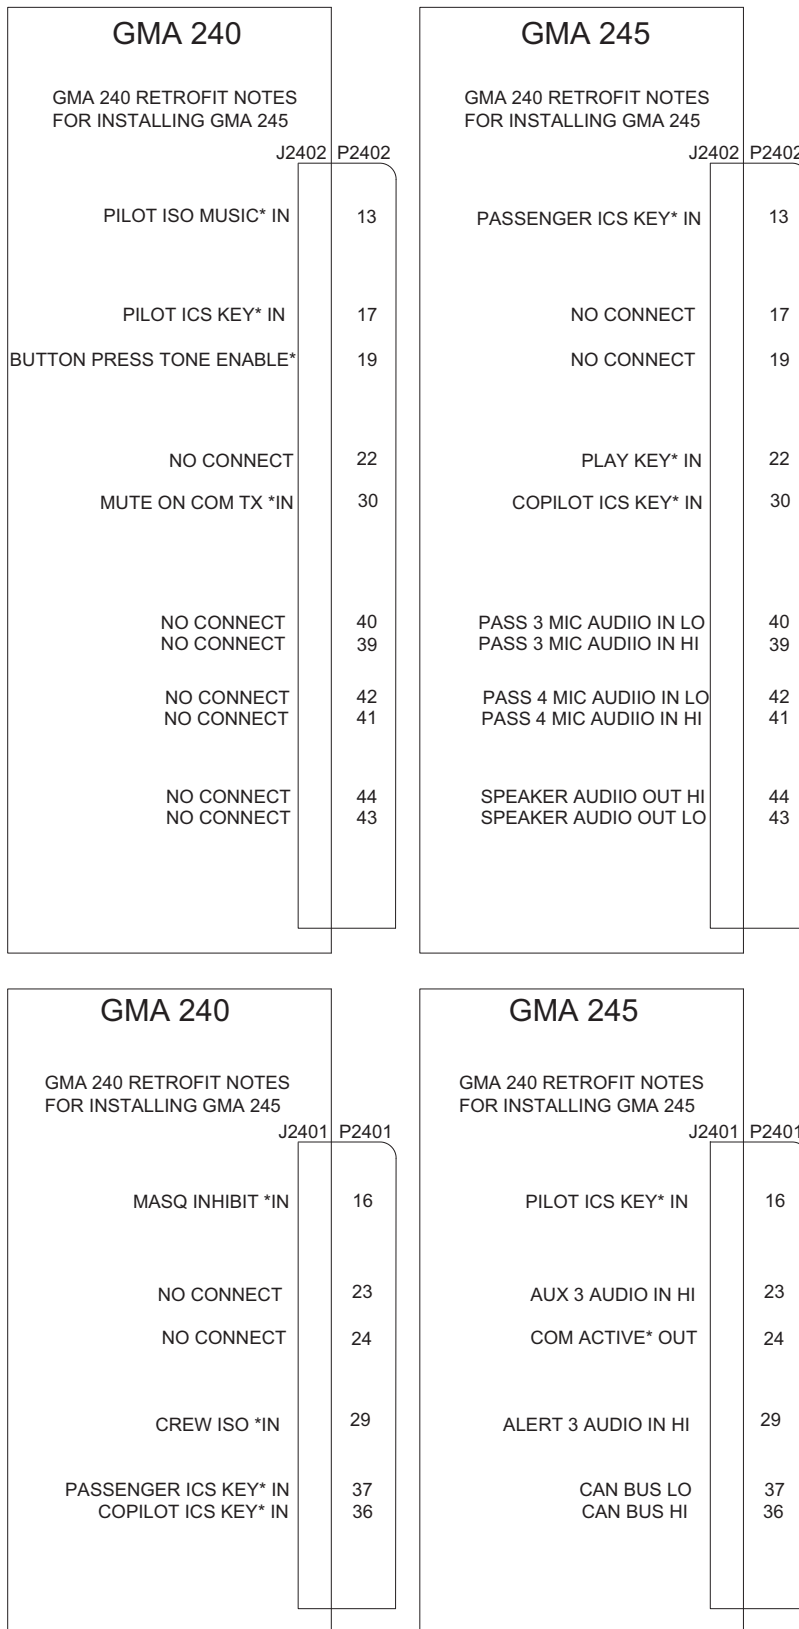 GMA 240
GMA 240 RETROFIT NOTES
FOR INSTALLING GMA 245
J2402 P2402
PILOT ISO MUSIC* IN 13
PILOT ICS KEY* IN 17
BUTTON PRESS TONE ENABLE* 19
NO CONNECT 22
MUTE ON COM TX *IN 30
NO CONNECT 40
NO CONNECT 39
NO CONNECT 42
NO CONNECT 41
NO CONNECT 44
NO CONNECT 43
GMA 245
GMA 240 RETROFIT NOTES
FOR INSTALLING GMA 245
J2402 P2402
PASSENGER ICS KEY* IN 13
NO CONNECT 17
NO CONNECT 19
PLAY KEY* IN 22
COPILOT ICS KEY* IN 30
PASS 3 MIC AUDIIO IN LO 40
PASS 3 MIC AUDIIO IN HI 39
PASS 4 MIC AUDIIO IN LO 42
PASS 4 MIC AUDIIO IN HI 41
SPEAKER AUDIIO OUT HI 44
SPEAKER AUDIO OUT LO 43
GMA 240
GMA 240 RETROFIT NOTES
FOR INSTALLING GMA 245
J2401 P2401
MASQ INHIBIT *IN 16
NO CONNECT 23
NO CONNECT 24
CREW ISO *IN 29
PASSENGER ICS KEY* IN 37
COPILOT ICS KEY* IN 36
GMA 245
GMA 240 RETROFIT NOTES
FOR INSTALLING GMA 245
J2401 P2401
PILOT ICS KEY* IN 16
AUX 3 AUDIO IN HI 23
COM ACTIVE* OUT 24
ALERT 3 AUDIO IN HI 29
CAN BUS LO 37
CAN BUS HI 36